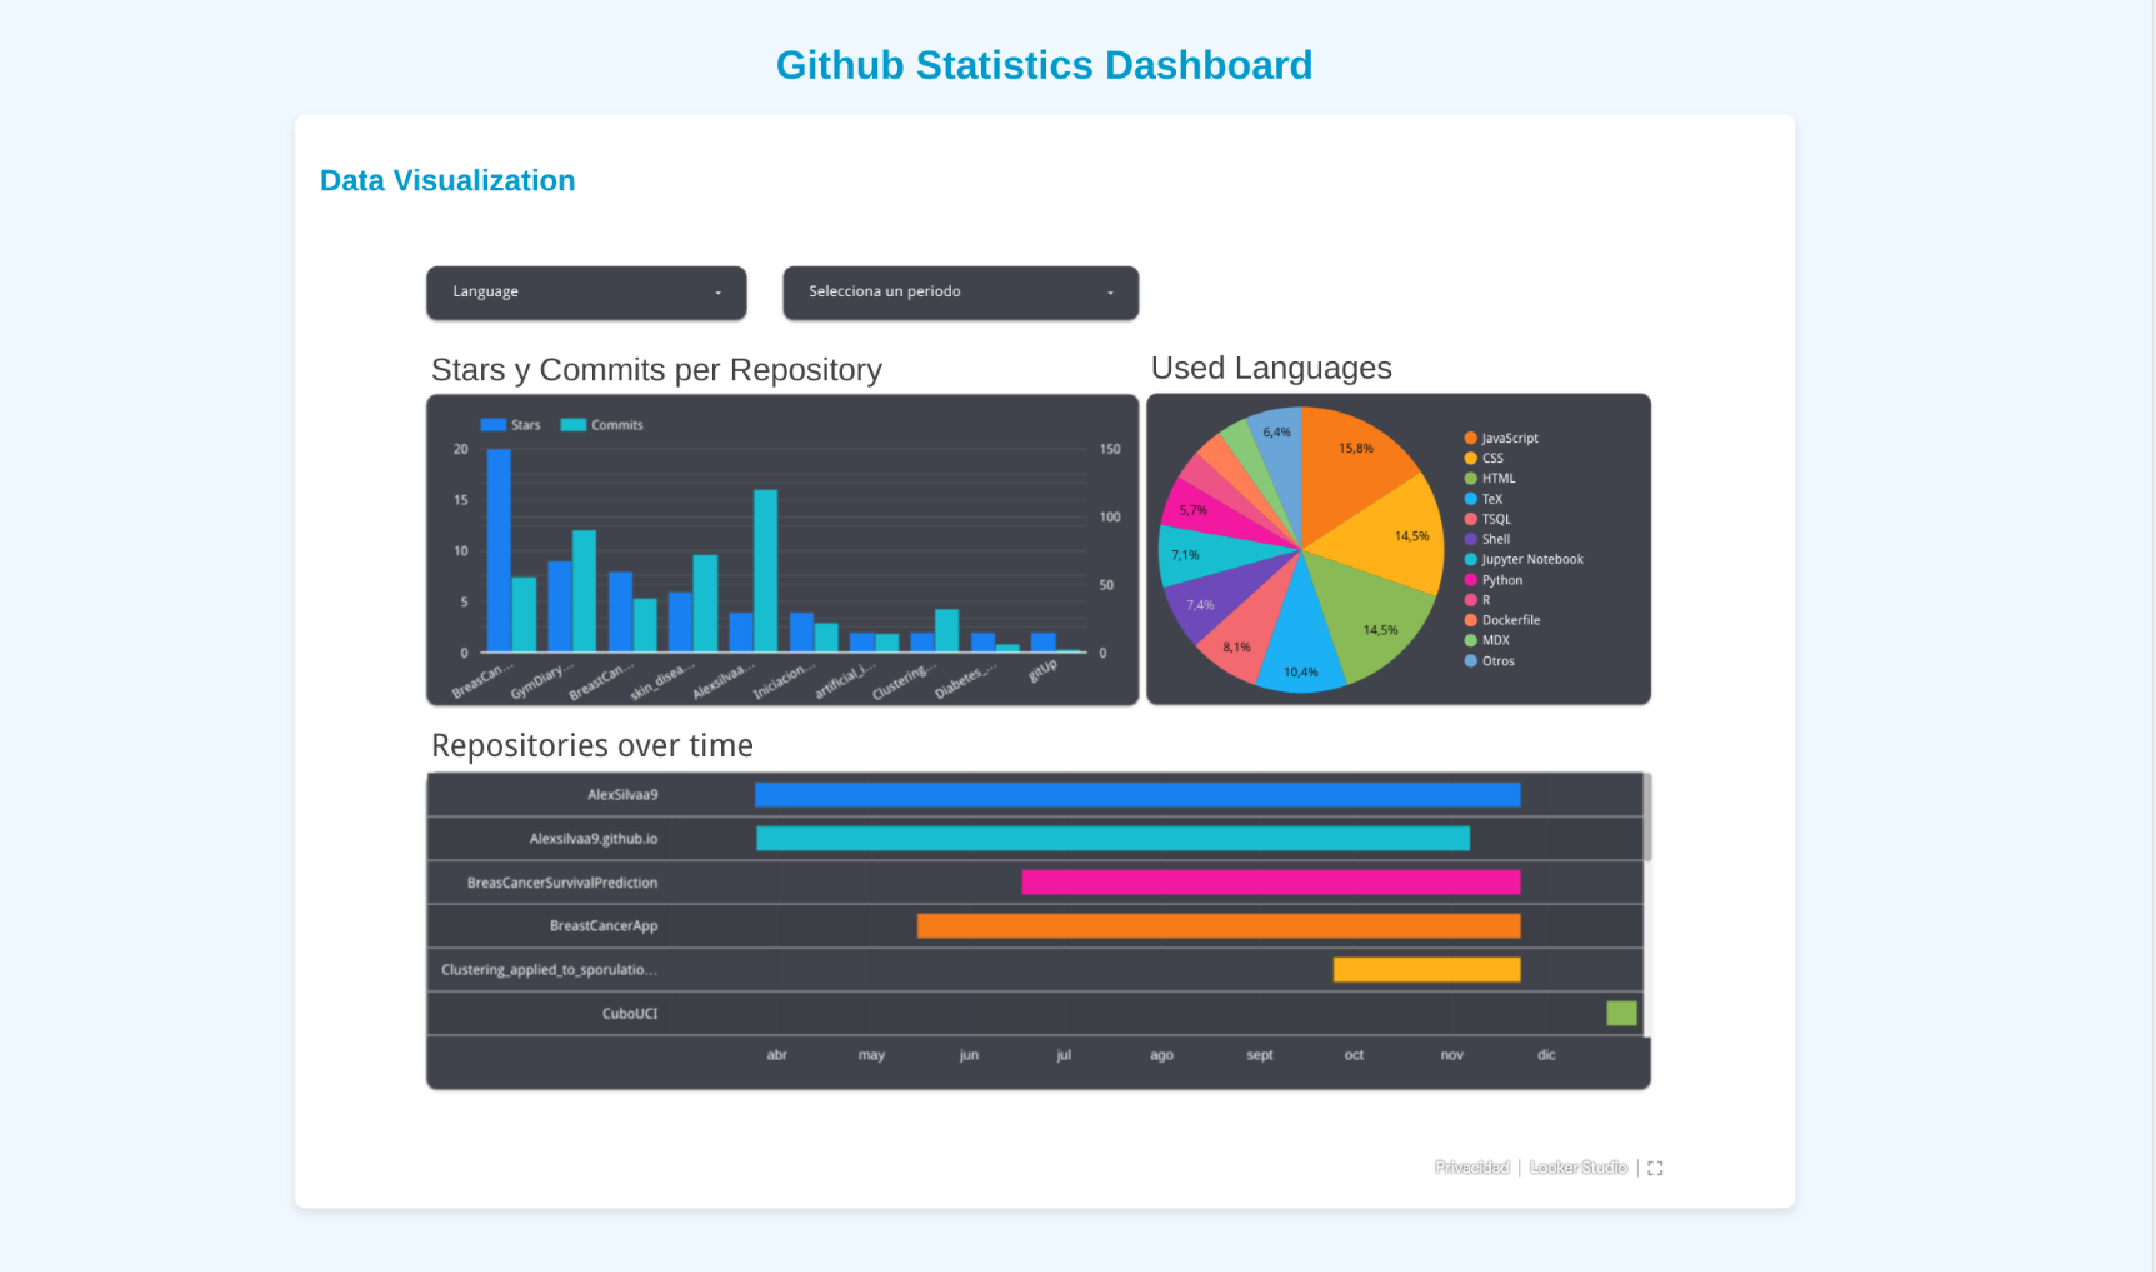 Github Statistics Dashboard
Data Visualization
Language
Selecciona un periodo
Stars y Commits per Repository
Used Languages
Stars
Commits
20
15
10
5
0
150
100
50
0
BreasCan...
GymDiary...
BreastCan...
skin_disea...
Alexsilvaa...
Iniciation...
artificial_i...
Clustering...
Diabetes_...
gitUp
15,8%
14,5%
14,5%
10,4%
8,1%
7,4%
7,1%
5,7%
6,4%
JavaScript
CSS
HTML
TeX
TSQL
Shell
Jupyter Notebook
Python
R
Dockerfile
MDX
Otros
Repositories over time
AlexSilvaa9
Alexsilvaa9.github.io
BreasCancerSurvivalPrediction
BreastCancerApp
Clustering_applied_to_sporulatio...
CuboUCI
abr may jun jul ago sept oct nov dic
Privacidad | Looker Studio |